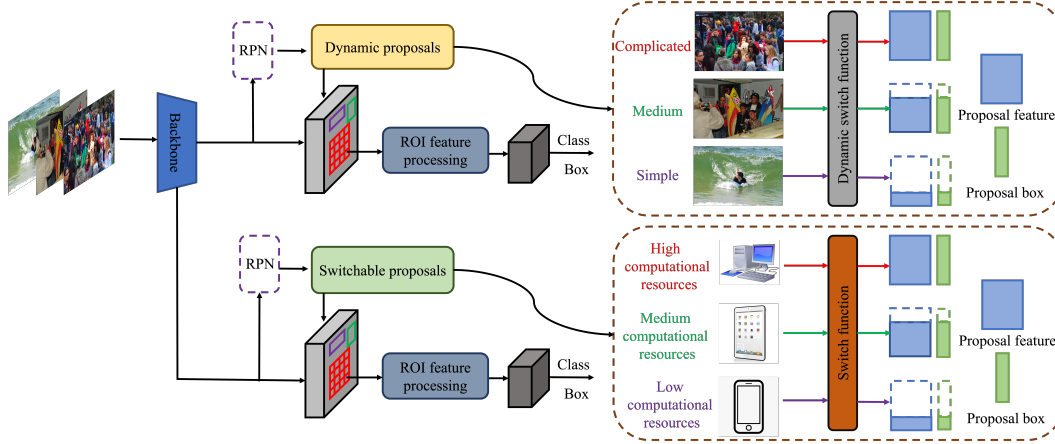 RPN
Dynamic proposals
Backbone
ROI feature
processing
Class
Box
Complicated
Medium
Simple
Dynamic switch function
Proposal feature
Proposal box
RPN
Switchable proposals
ROI feature
processing
Class
Box
High
computational
resources
Medium
computational
resources
Low
computational
resources
Switch function
Proposal feature
Proposal box